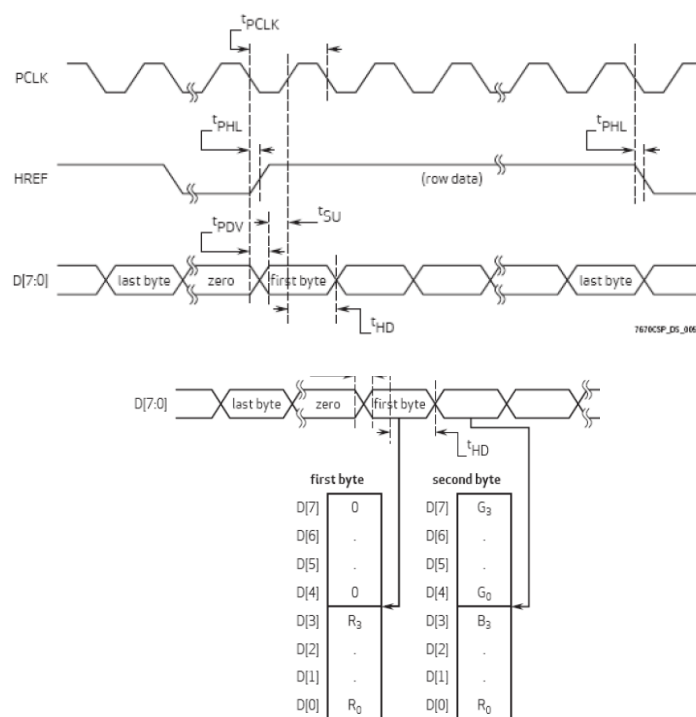 tPCLK
PCLK
tPHL
tPHL
HREF
(row data)
tPDV
tSU
D[7:0]
last byte
zero
first byte
last byte
tHD
7670CSP_DS_005
D[7:0]
last byte
zero
first byte
tHD
first byte
second byte
D[7] 0 D[7] G3
D[6] . D[6] .
D[5] . D[5] .
D[4] 0 D[4] G0
D[3] R3 D[3] B3
D[2] . D[2] .
D[1] . D[1] .
D[0] R0 D[0] R0